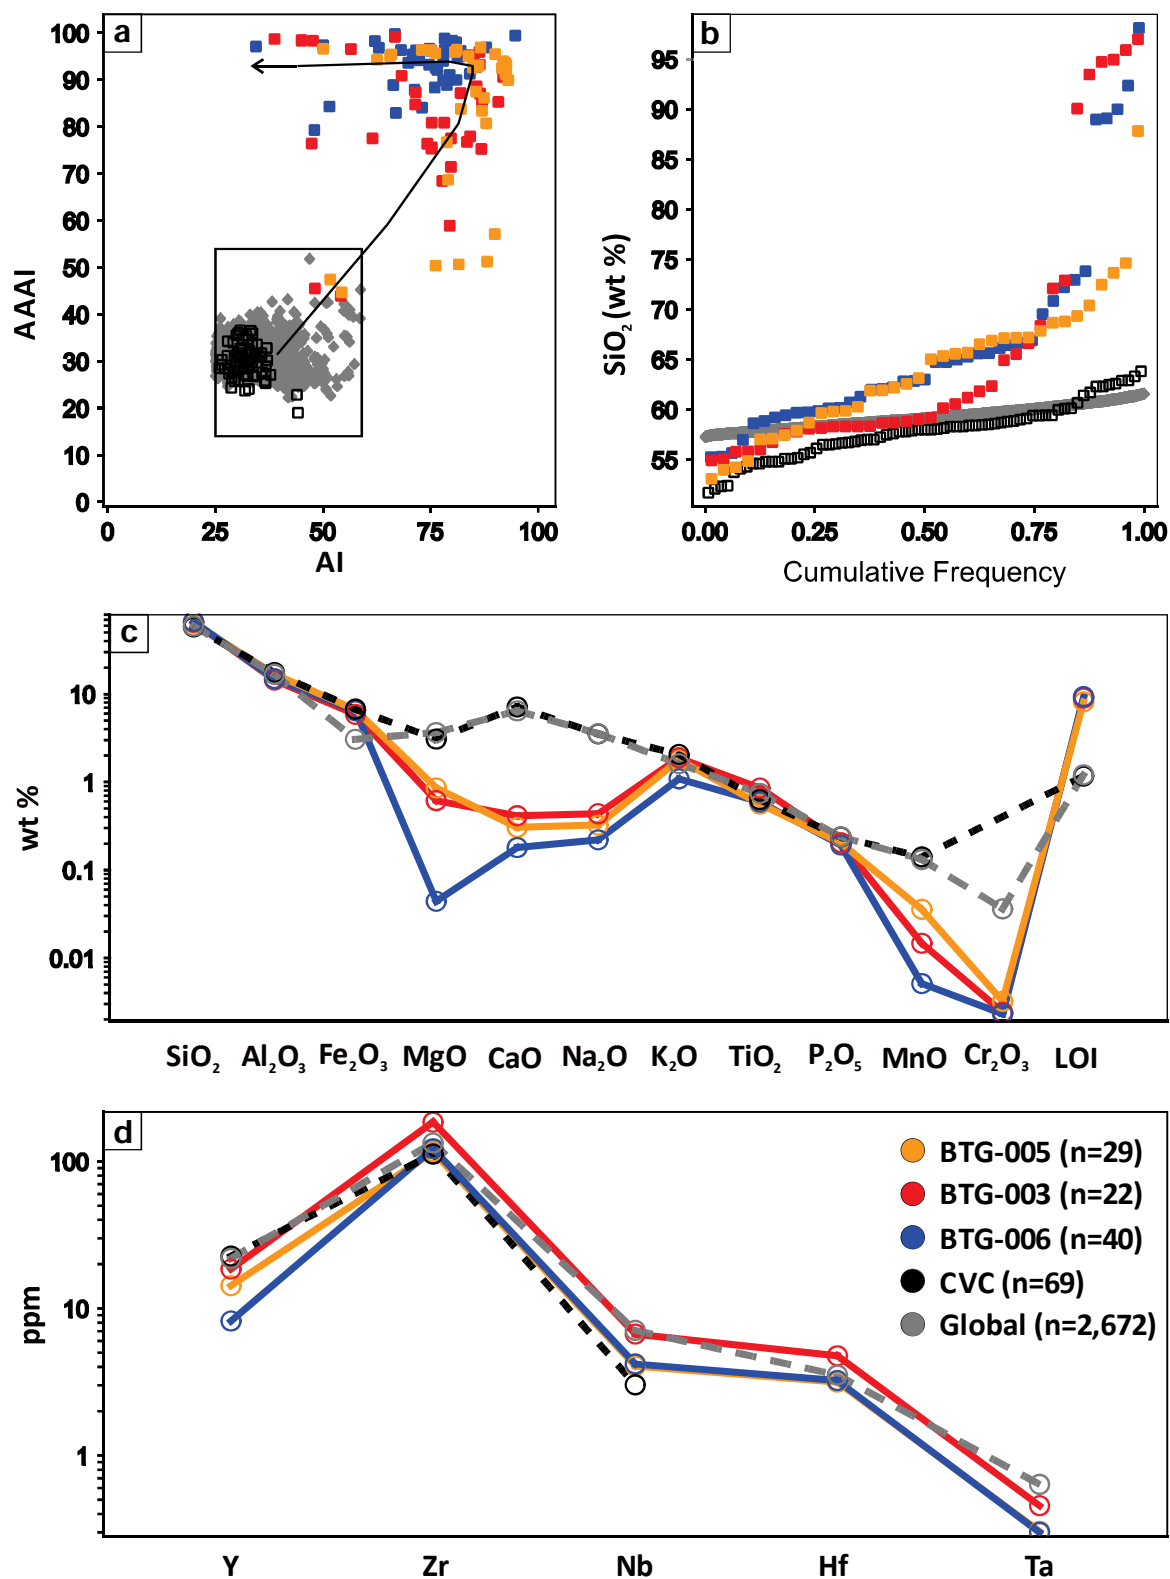 a
100
90
80
70
60
50
40
30
20
10
0
AAAI
0 25 50 75 100
AI
b
95
90
85
80
75
70
65
60
55
SiO₂ (wt %)
0.00 0.25 0.50 0.75 1.00
Cumulative Frequency
c
10
1
0.1
0.01
wt %
SiO₂ Al₂O₃ Fe₂O₃ MgO CaO Na₂O K₂O TiO₂ P₂O₅ MnO Cr₂O₃ LOI
d
100
10
1
ppm
BTG-005 (n=29)
BTG-003 (n=22)
BTG-006 (n=40)
CVC (n=69)
Global (n=2,672)
Y Zr Nb Hf Ta